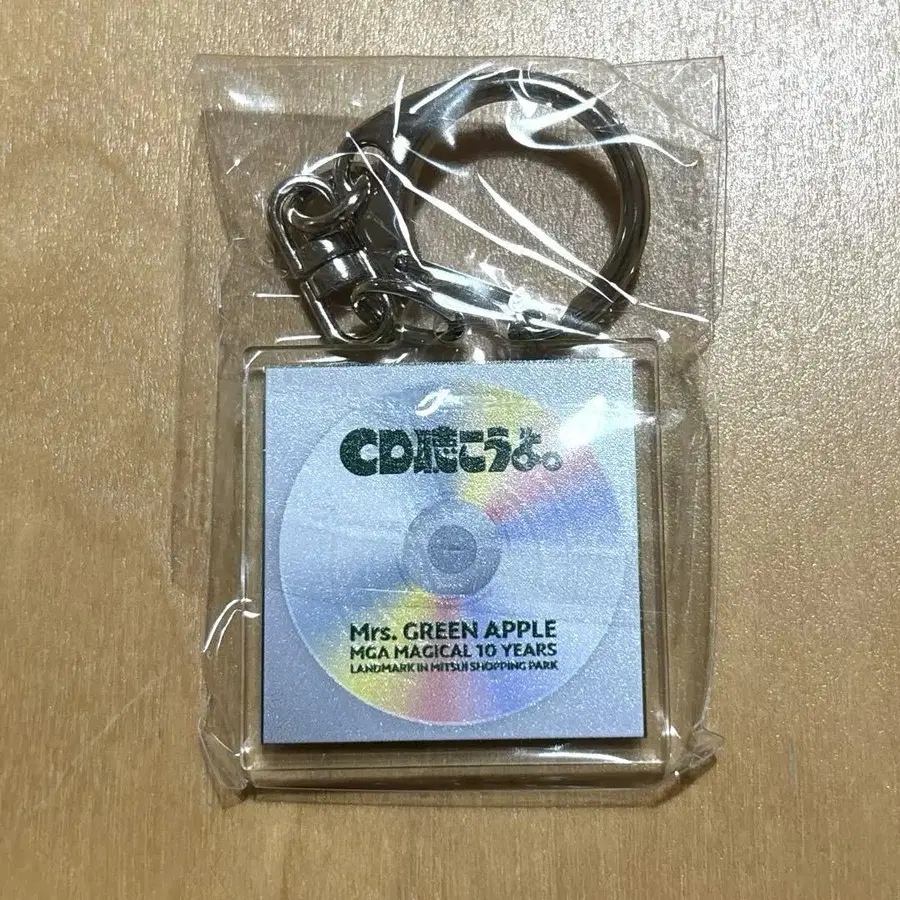 CD聴こうよ。
Mrs. GREEN APPLE
MGA MAGICAL 10 YEARS
LANDMARK IN MITSUI SHOPPING PARK